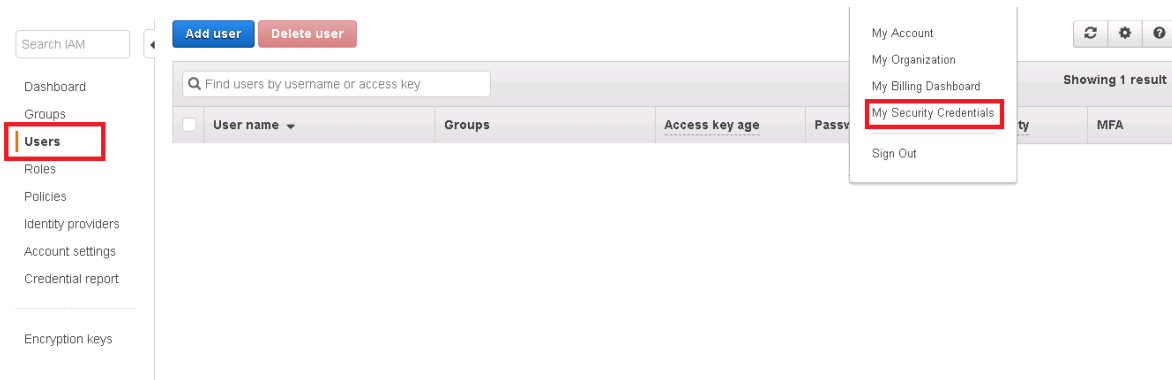 Search IAM
Dashboard
Groups
Users
Roles
Policies
Identity providers
Account settings
Credential report
Encryption keys
Add user
Delete user
Find users by username or access key
Showing 1 result
User name
Groups
Access key age
MFA
My Account
My Organization
My Billing Dashboard
My Security Credentials
Sign Out